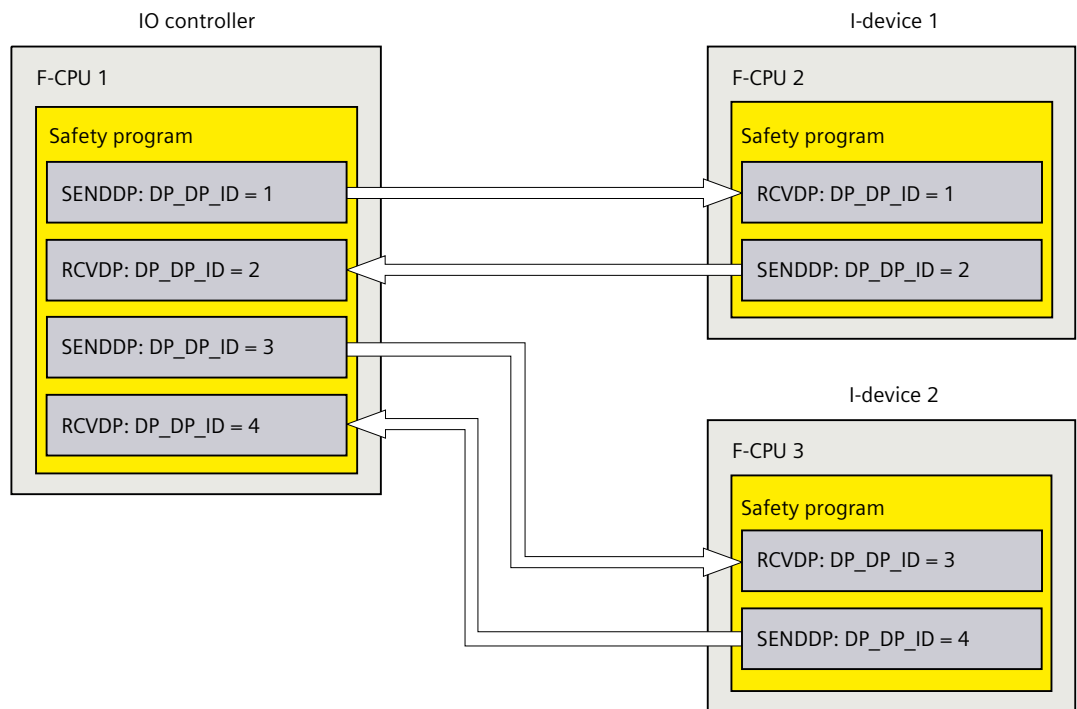 IO controller
F-CPU 1
Safety program
SENDDP: DP_DP_ID = 1
RCVDP: DP_DP_ID = 2
SENDDP: DP_DP_ID = 3
RCVDP: DP_DP_ID = 4
I-device 1
F-CPU 2
Safety program
RCVDP: DP_DP_ID = 1
SENDDP: DP_DP_ID = 2
I-device 2
F-CPU 3
Safety program
RCVDP: DP_DP_ID = 3
SENDDP: DP_DP_ID = 4